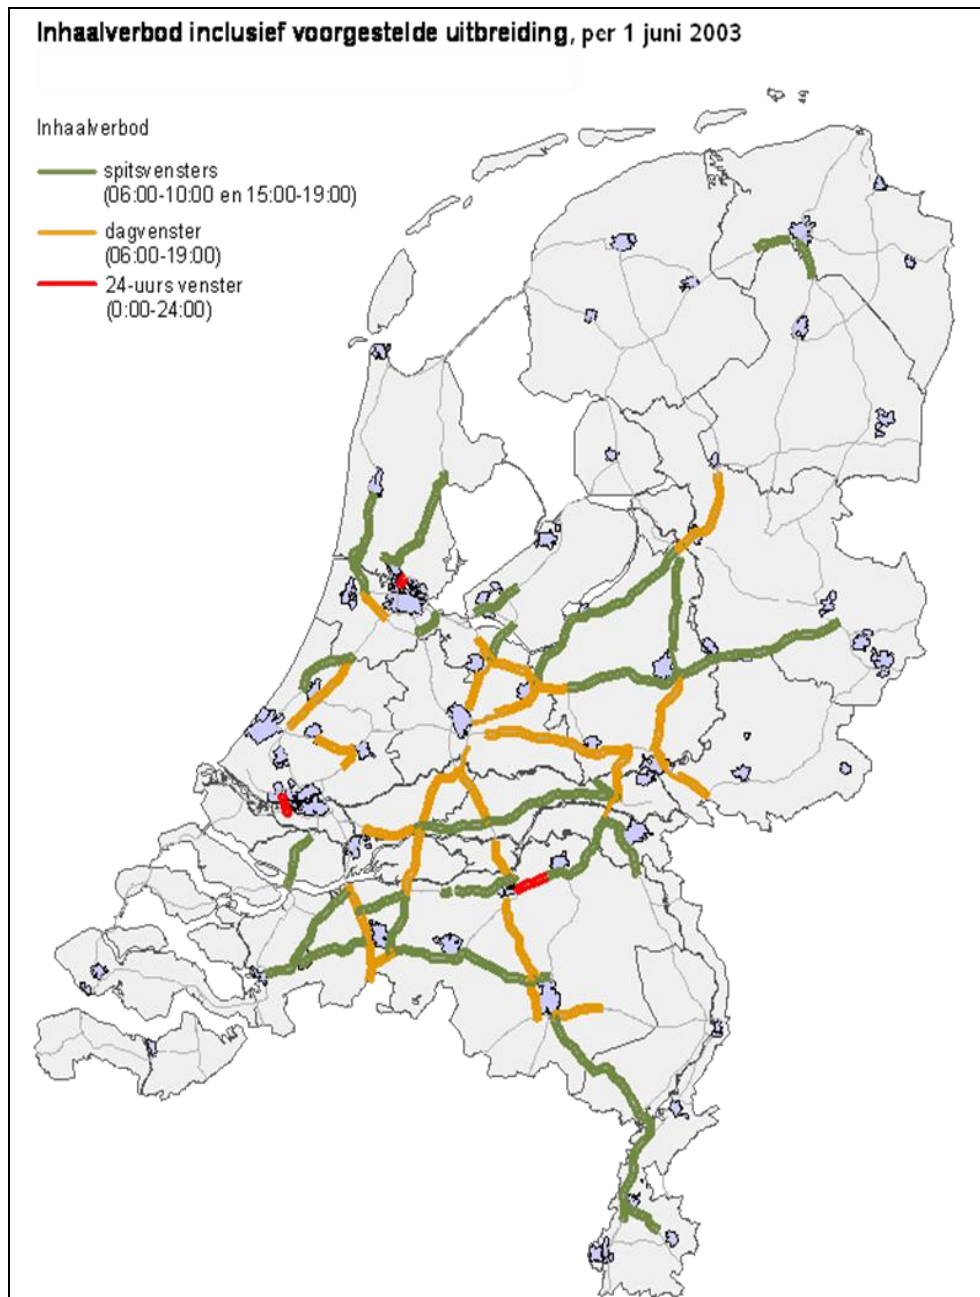 Inhaalverbod inclusief voorgestelde uitbreiding, per 1 juni 2003
Inhaalverbod
spitsvensters
(06:00-10:00 en 15:00-19:00)
dagvenster
(06:00-19:00)
24-uurs venster
(0:00-24:00)